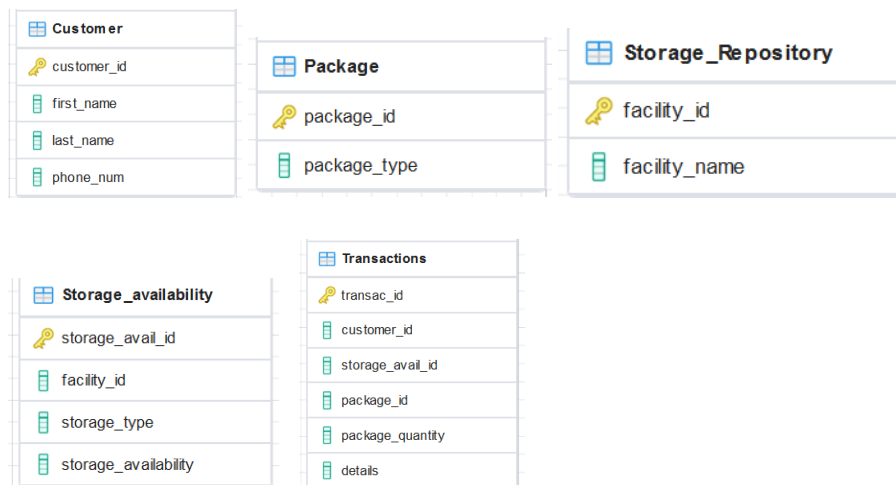 Customer
customer_id
first_name
last_name
phone_num
Package
package_id
package_type
Storage_Repository
facility_id
facility_name
Storage_availability
storage_avail_id
facility_id
storage_type
storage_availability
Transactions
transac_id
customer_id
storage_avail_id
package_id
package_quantity
details